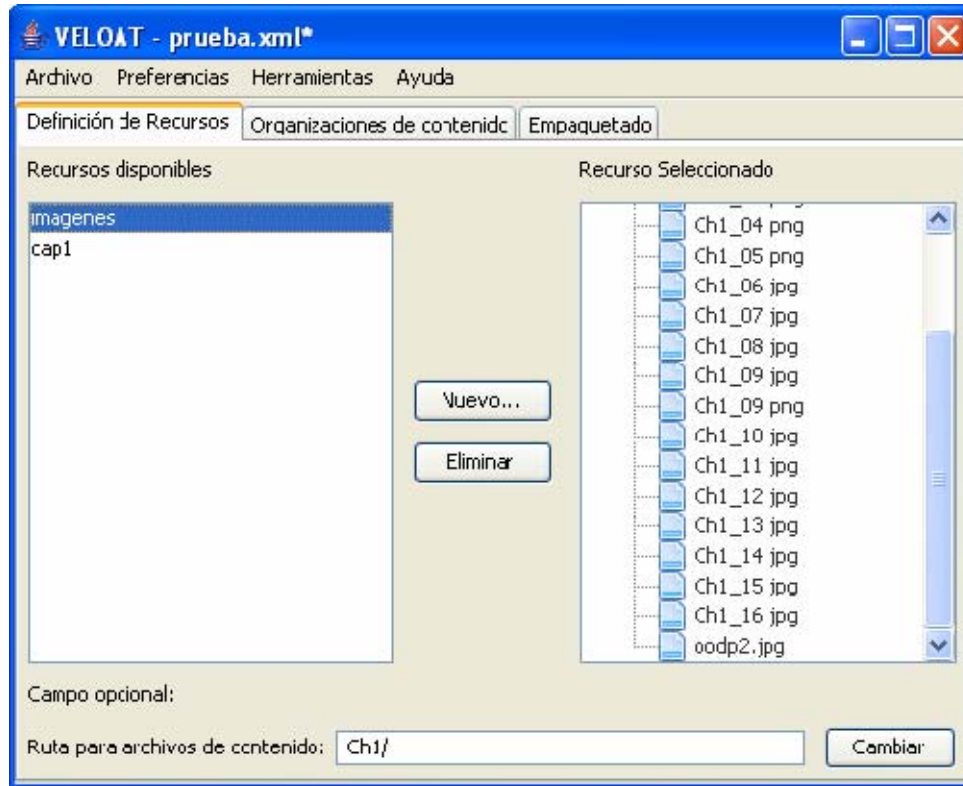 VELOAT - prueba.xml*
Archivo Preferencias Herramientas Ayuda
Definición de Recursos Organizaciones de contenido Empaquetado
Recursos disponibles
Recurso Seleccionado
imagenes
cap1
Ch1_04 png
Ch1_05 png
Ch1_06 jpg
Ch1_07 jpg
Ch1_08 jpg
Ch1_09 jpg
Ch1_09 png
Ch1_10 jpg
Ch1_11 jpg
Ch1_12 jpg
Ch1_13 jpg
Ch1_14 jpg
Ch1_15 jpg
Ch1_16 jpg
oodp2.jpg
Nuevo...
Eliminar
Campo opcional:
Ruta para archivos de contenido: Ch1/ Cambiar